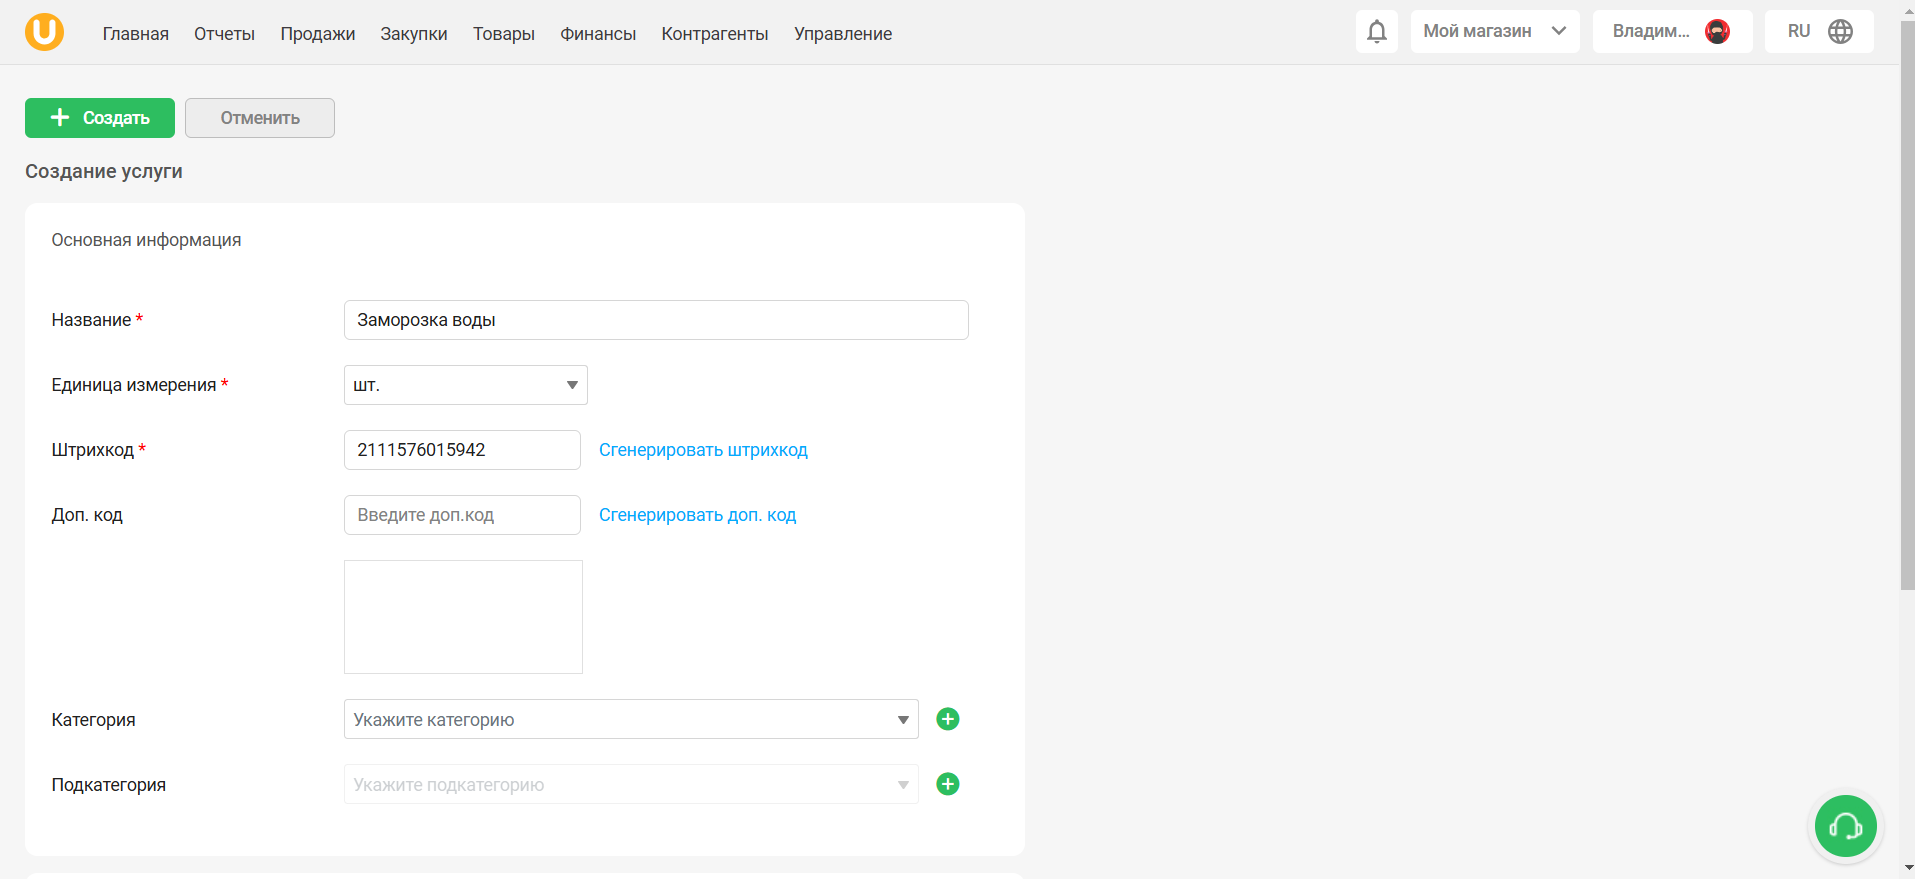 Главная Отчеты Продажи Закупки Товары Финансы Контрагенты Управление Мой магазин Владим... RU
Создать Отменить
Создание услуги
Основная информация
Название * Заморозка воды
Единица измерения * шт.
Штрихкод * 2111576015942 Сгенерировать штрихкод
Доп. код Введите доп.код Сгенерировать доп. код
Категория Укажите категорию
Подкатегория Укажите подкатегорию